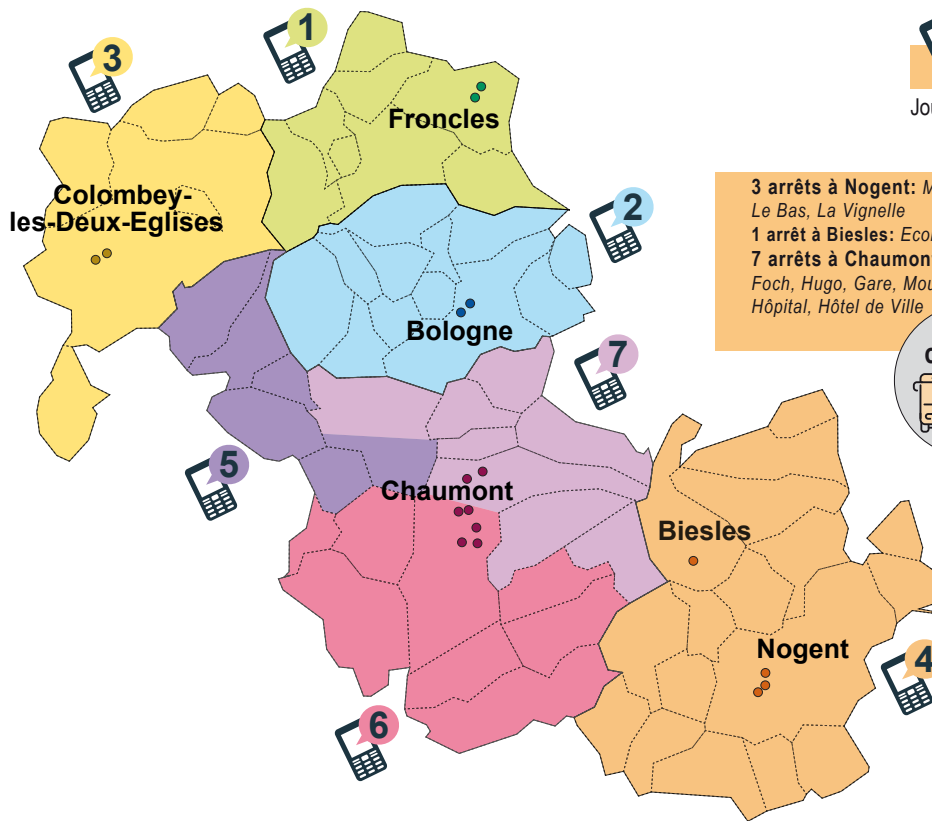 1
3
Froncles
Jou
Colombey-
les-Deux-Eglises
3 arrêts à Nogent:
Le Bas, La Vignelle
1 arrêt à Biesles:
7 arrêts à Chaumont
Foch, Hugo, Gare,
Hôpital, Hôtel de Ville
2
Bologne
7
5
Chaumont
Biesles
Nogent
4
6